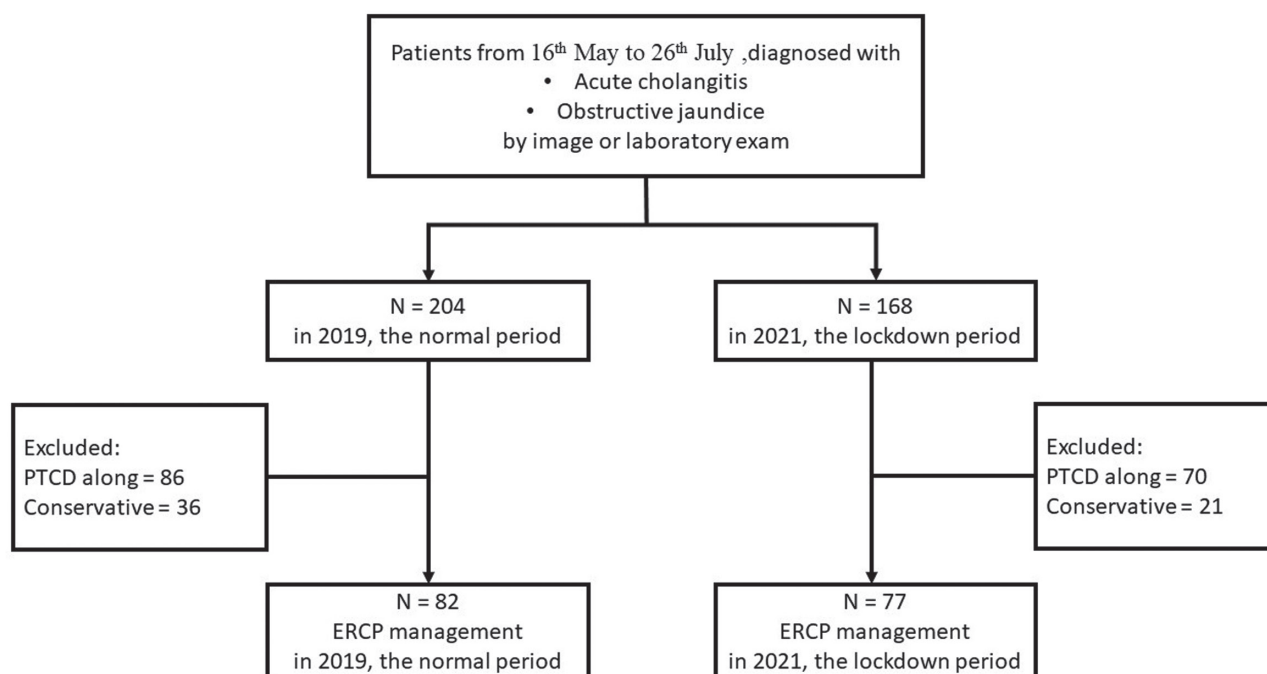 Patients from 16th May to 26th July ,diagnosed with
• Acute cholangitis
• Obstructive jaundice
by image or laboratory exam
N = 204
in 2019, the normal period
N = 168
in 2021, the lockdown period
Excluded:
PTCD along = 86
Conservative = 36
Excluded:
PTCD along = 70
Conservative = 21
N = 82
ERCP management
in 2019, the normal period
N = 77
ERCP management
in 2021, the lockdown period